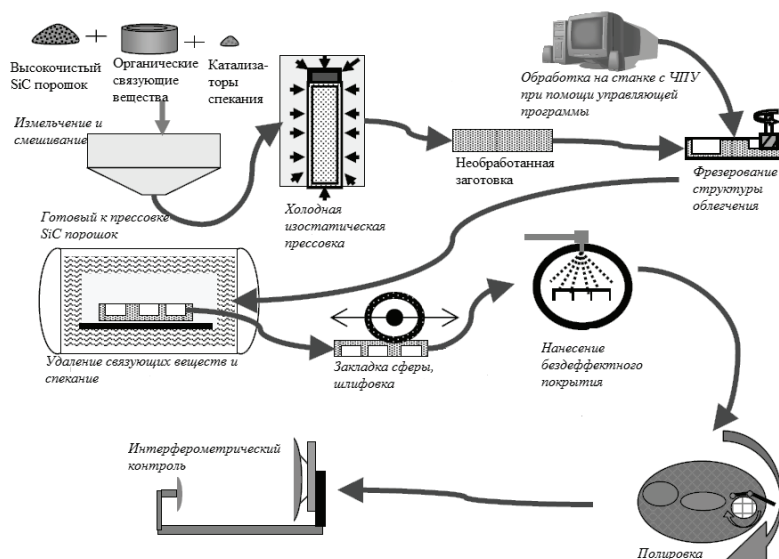 Высокочистый
SiC порошок
Органические
связующие
вещества
Катализа-
торы
спекания
Измельчение и
смешивание
Готовый к прессовке
SiC порошок
Холодная
изостатическая
прессовка
Необработанная
заготовка
Обработка на станке с ЧПУ
при помощи управляющей
программы
Фрезерование
структуры
облегчения
Удаление связующих веществ и
спекание
Закладка сферы,
шлифовка
Нанесение
бездеффектного
покрытия
Полировка
Интерферометрический
контроль